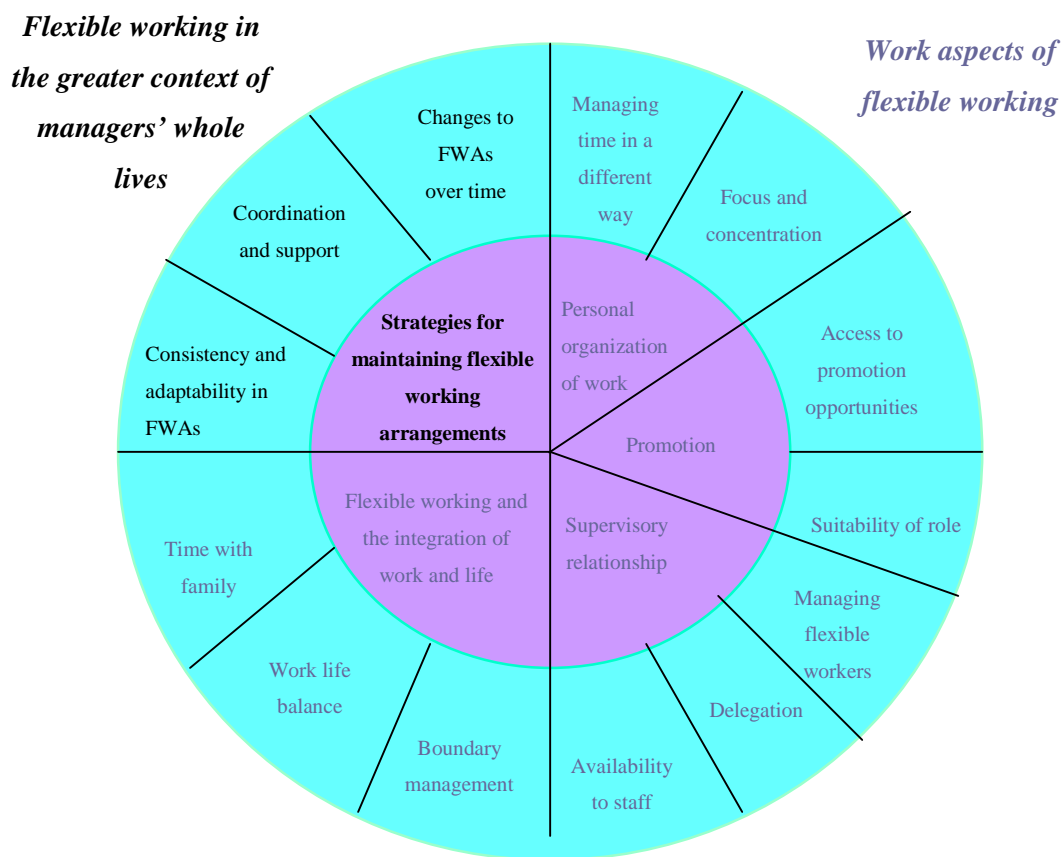 Flexible working in
the greater context of
managers’ whole
lives
Work aspects of
flexible working
Changes to
FWAs
over time
Managing
time in a
different
way
Coordination
and support
Focus and
concentration
Consistency and
adaptability in
FWAs
Strategies for
maintaining flexible
working
arrangements
Personal
organization
of work
Access to
promotion
opportunities
Promotion
Flexible working and
the integration of
work and life
Supervisory
relationship
Suitability of role
Time with
family
Managing
flexible
workers
Work life
balance
Delegation
Boundary
management
Availability
to staff